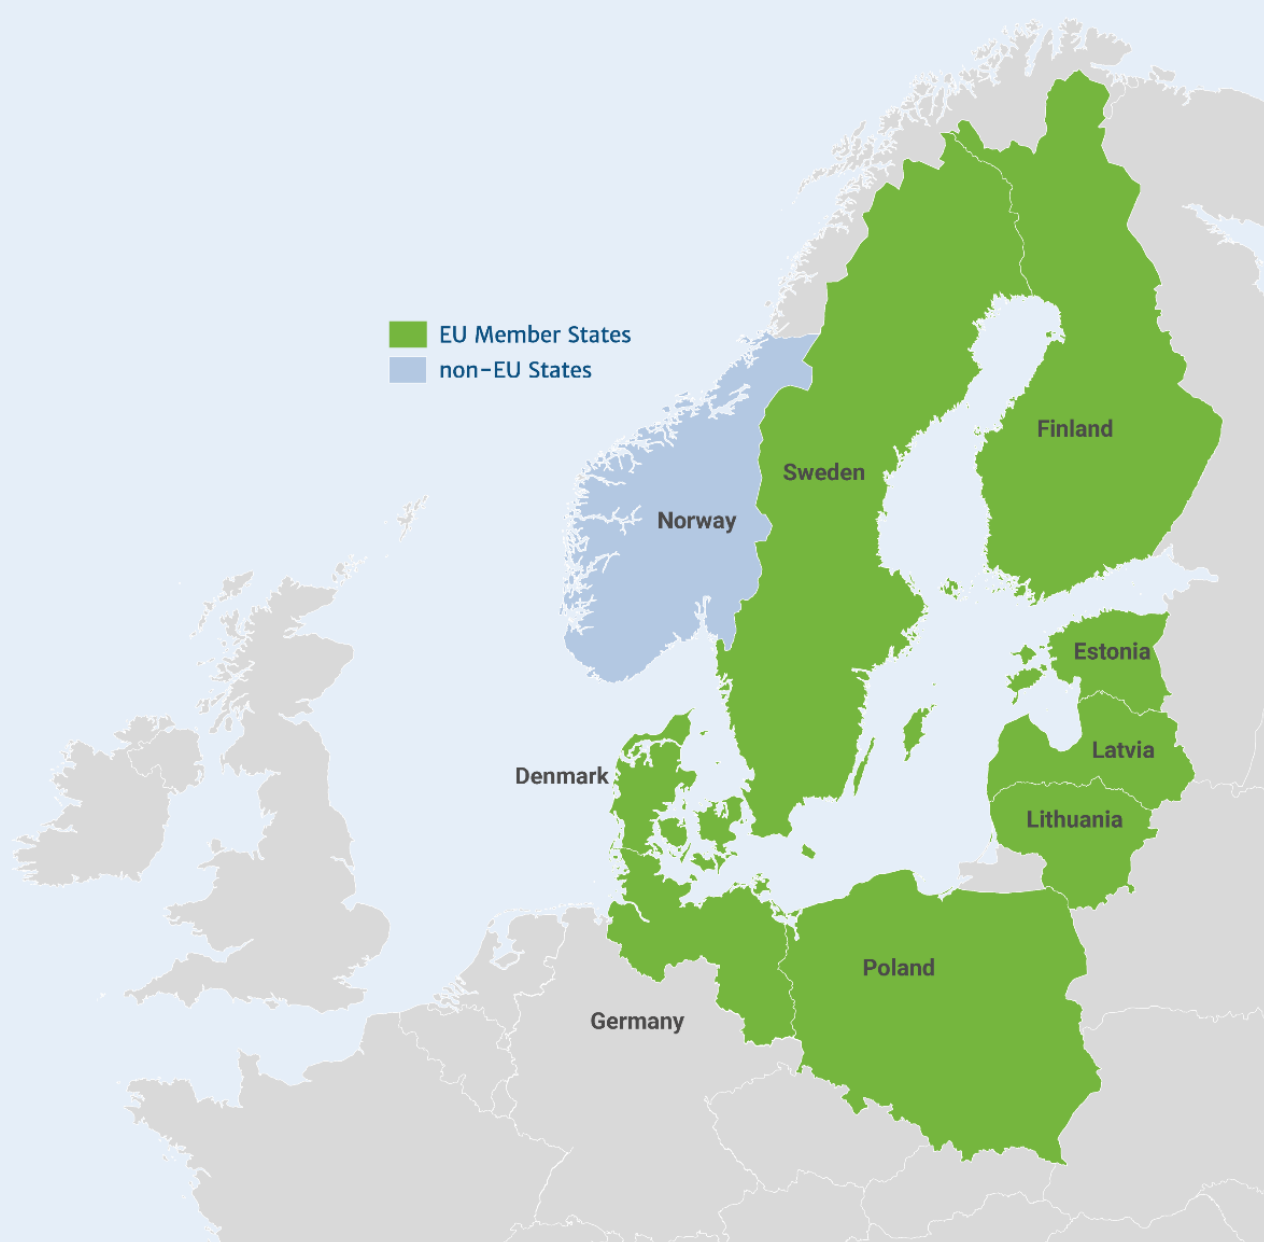 EU Member States
non-EU States
Finland
Sweden
Norway
Estonia
Latvia
Denmark
Lithuania
Poland
Germany